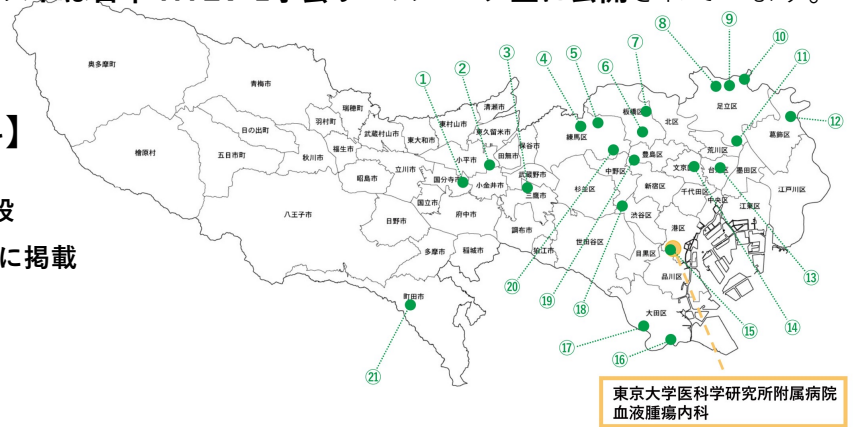 に掲載
奥多摩町
青梅市
瑞穂町
羽村町
武蔵村山市
東大和市
東村山市
清瀬市
東久留米市
保谷市
日の出町
福生市
檜原村
五日市町
秋川市
昭島市
立川市
小平市
田無市
武蔵野市
国分寺市
小金井市
三鷹市
国立市
府中市
八王子市
日野市
調布市
狛江市
多摩市
稲城市
町田市
練馬区
板橋区
北区
足立区
葛飾区
荒川区
豊島区
中野区
文京区
台東区
墨田区
杉並区
新宿区
千代田区
江戸川区
中央区
江東区
渋谷区
世田谷区
港区
目黒区
品川区
大田区
①
②
③
④
⑤
⑥
⑦
⑧
⑨
⑩
⑪
⑫
⑬
⑭
⑮
⑯
⑰
⑱
⑲
⑳
㉑
東京大学医科学研究所附属病院
血液腫瘍内科